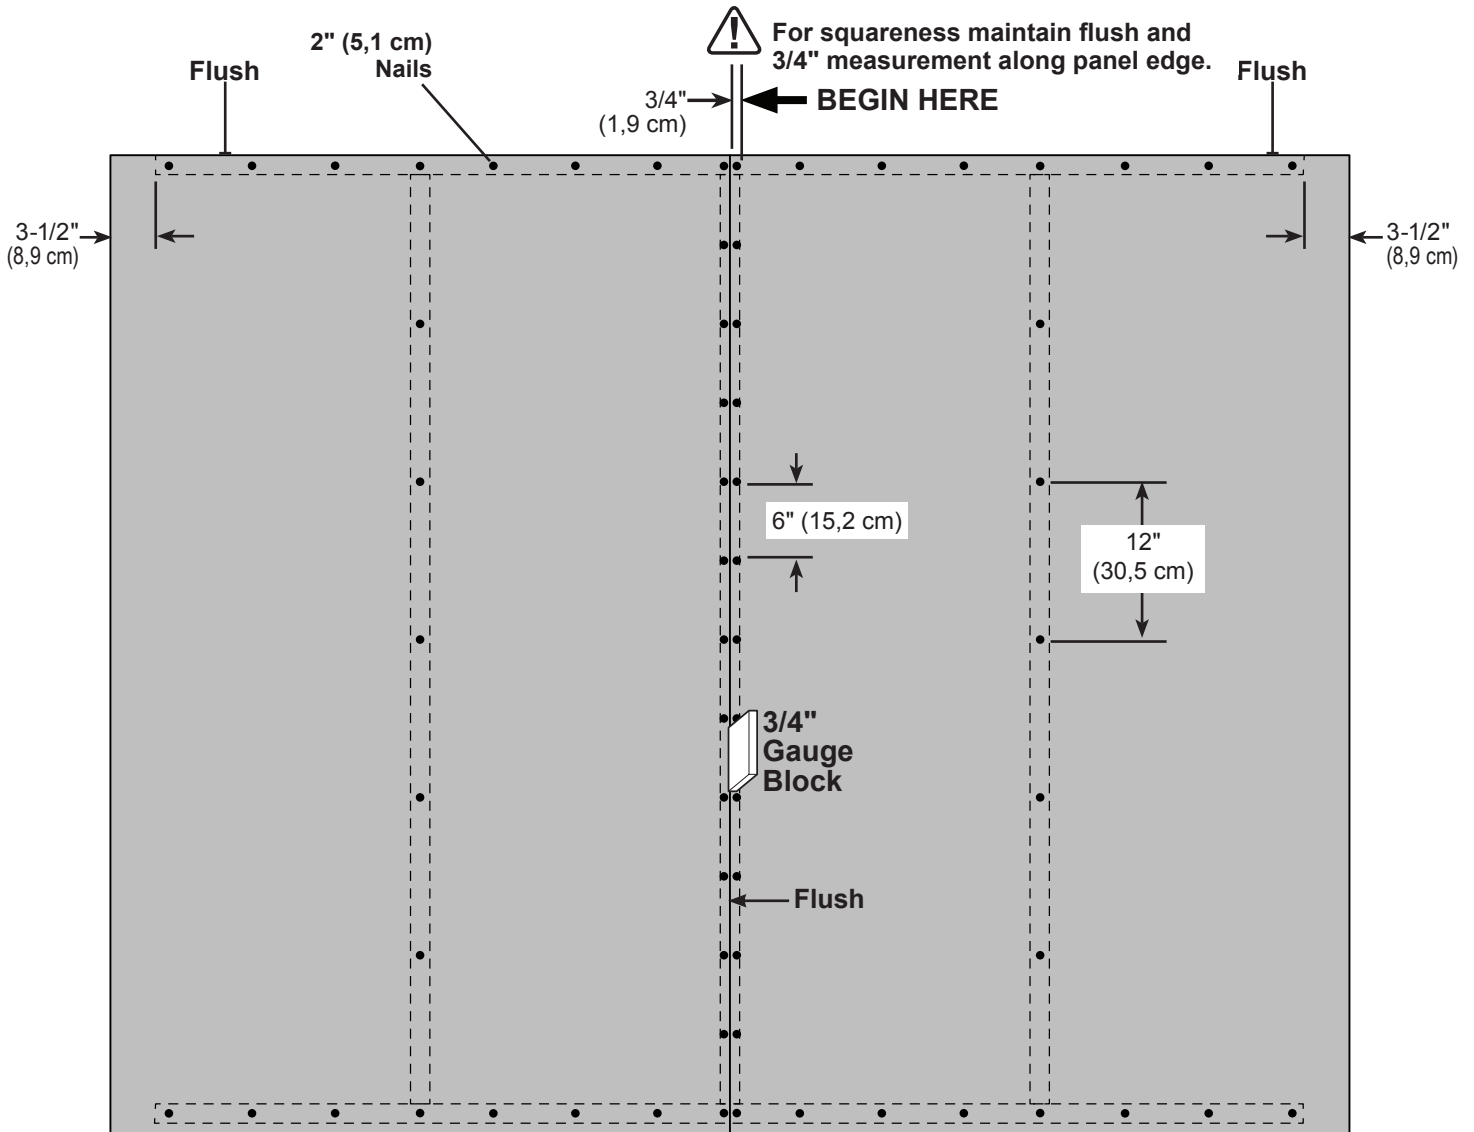 For squareness maintain flush and
3/4" measurement along panel edge.
2" (5,1 cm)
Nails
Flush
Flush
3/4"
(1,9 cm)
BEGIN HERE
3-1/2"
(8,9 cm)
3-1/2"
(8,9 cm)
6" (15,2 cm)
12"
(30,5 cm)
3/4"
Gauge
Block
Flush